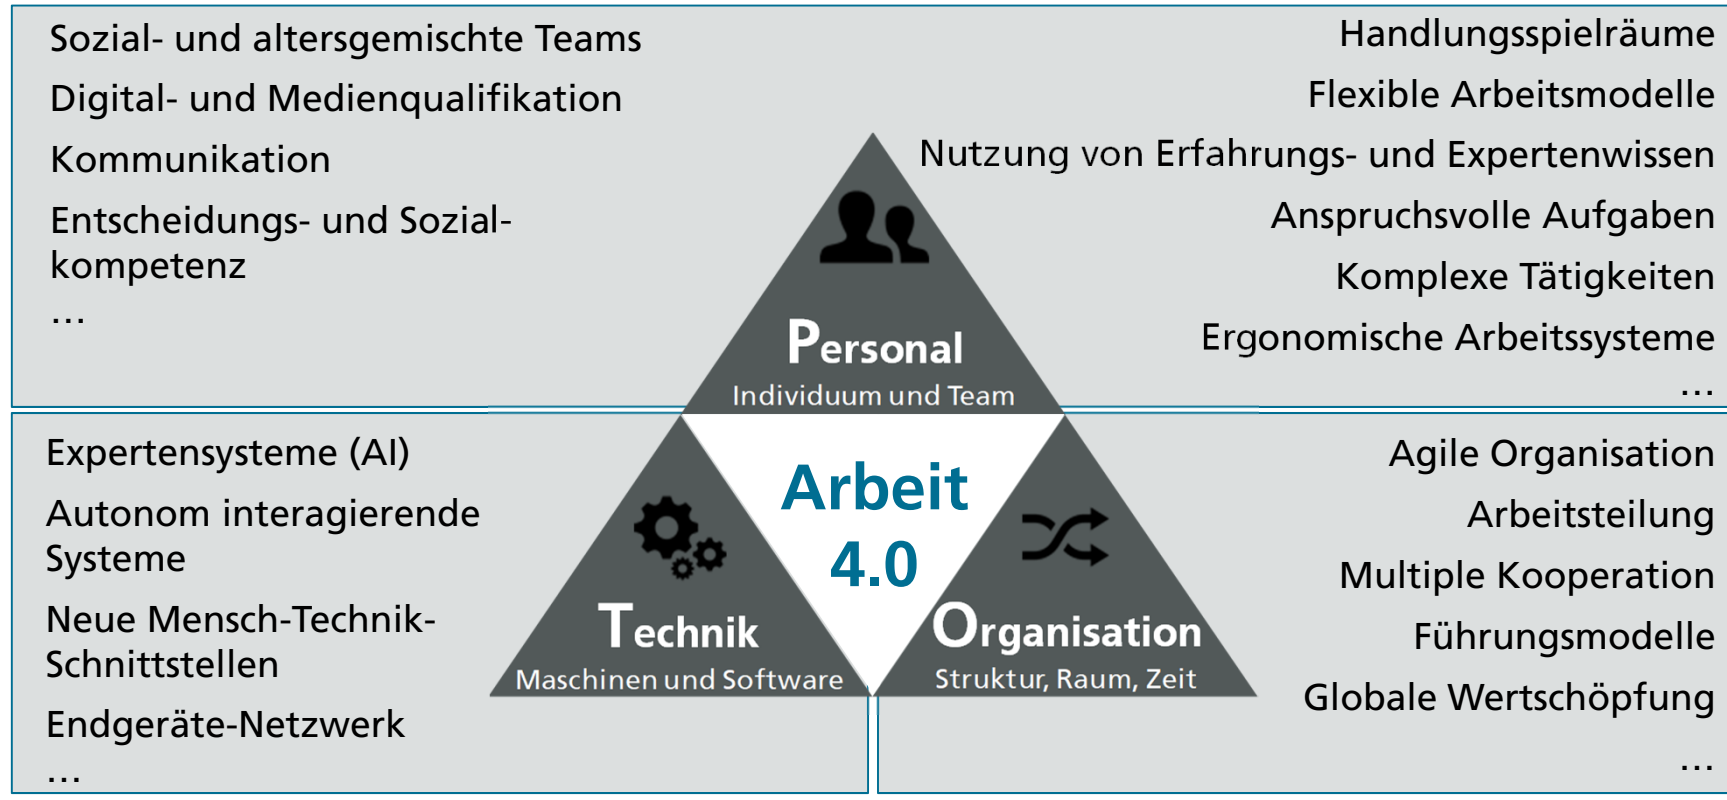 Sozial- und altersgemischte Teams
Digital- und Medienqualifikation
Kommunikation
Entscheidungs- und Sozial-
kompetenz
…
Handlungsspielräume
Flexible Arbeitsmodelle
Nutzung von Erfahrungs- und Expertenwissen
Anspruchsvolle Aufgaben
Komplexe Tätigkeiten
Ergonomische Arbeitssysteme
…
Personal
Individuum und Team
Arbeit
4.0
Expertensysteme (AI)
Autonom interagierende
Systeme
Neue Mensch-Technik-
Schnittstellen
Endgeräte-Netzwerk
…
Technik
Maschinen und Software
Organisation
Struktur, Raum, Zeit
Agile Organisation
Arbeitsteilung
Multiple Kooperation
Führungsmodelle
Globale Wertschöpfung
…